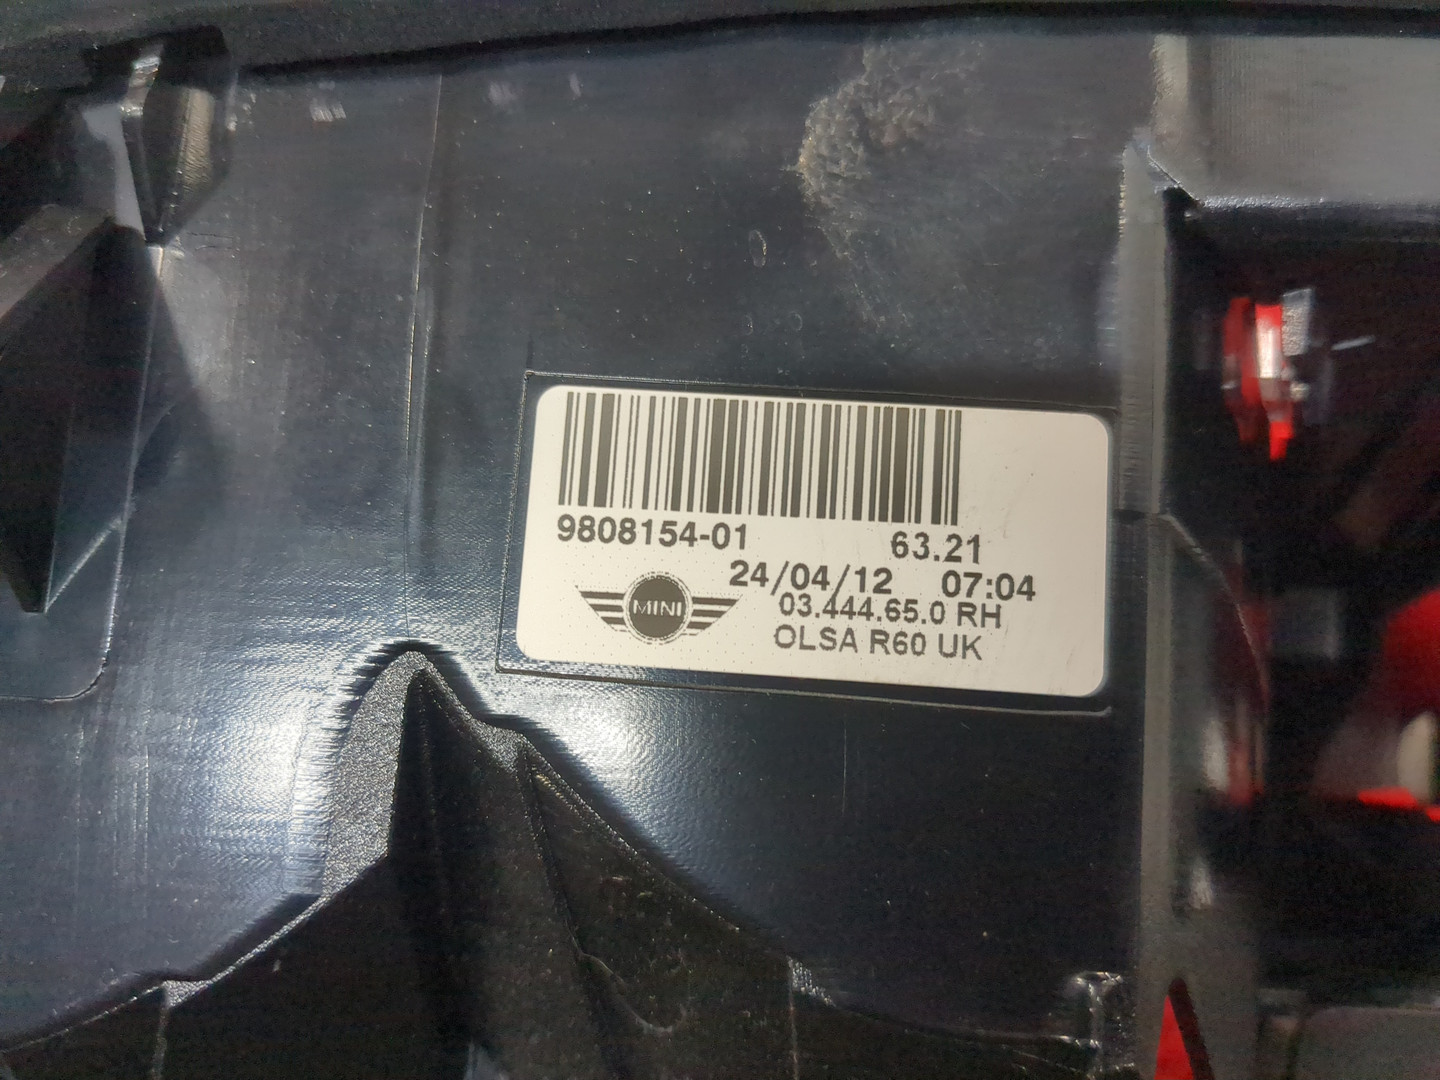 9808154-01 63.21
24/04/12 07:04
MINI
03.444.65.0 RH
OLSA R60 UK